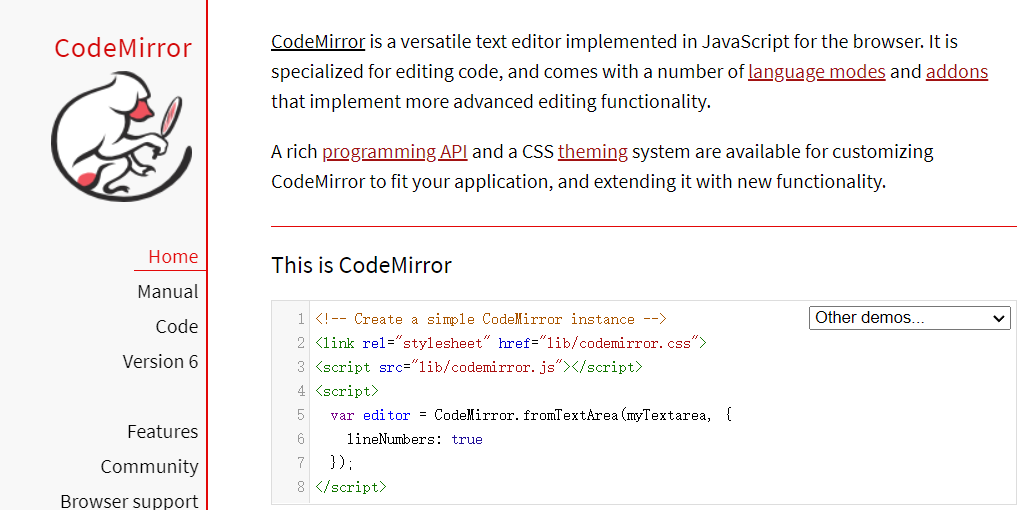 CodeMirror
Home
Manual
Code
Version 6
Features
Community
Browser support
CodeMirror is a versatile text editor implemented in JavaScript for the browser. It is
specialized for editing code, and comes with a number of language modes and addons
that implement more advanced editing functionality.
A rich programming API and a CSS theming system are available for customizing
CodeMirror to fit your application, and extending it with new functionality.
This is CodeMirror
Other demos...
1 <!-- Create a simple CodeMirror instance -->
2 <link rel="stylesheet" href="lib/codemirror.css">
3 <script src="lib/codemirror.js"></script>
4 <script>
5   var editor = CodeMirror.fromTextArea(myTextarea, {
6     lineNumbers: true
7   });
8 </script>